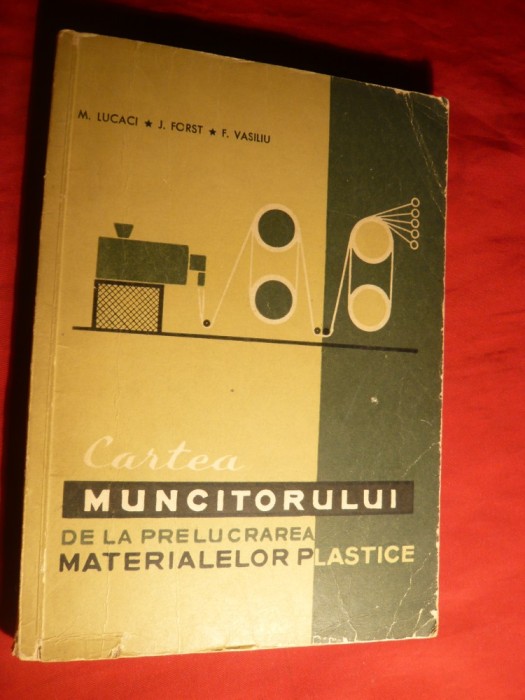 M. LUCACI ★ J. FORST ★ F. VASILIU
Cartea
MUNCITORULUI
DE LA PRELUCRAREA
MATERIALELOR PLASTICE